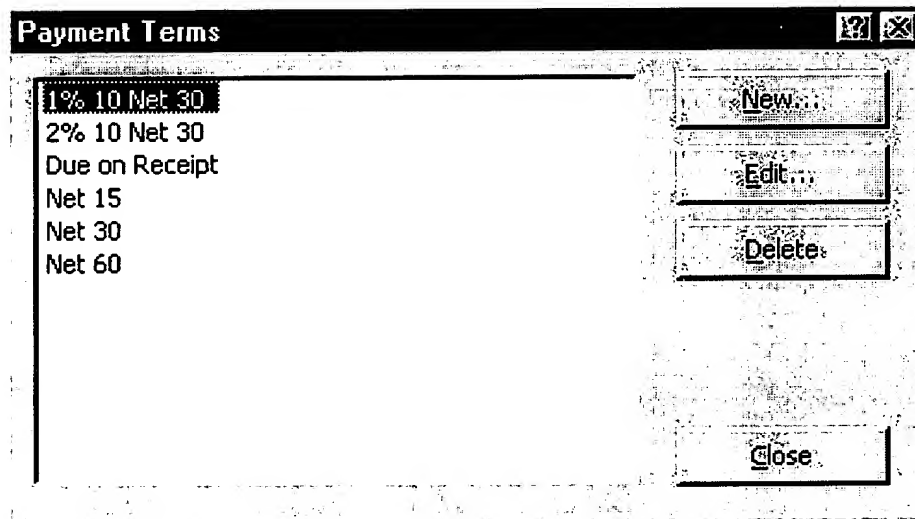 Payment Terms
1% 10 Net 30
2% 10 Net 30
Due on Receipt
Net 15
Net 30
Net 60
New...
Edit...
Delete
Close